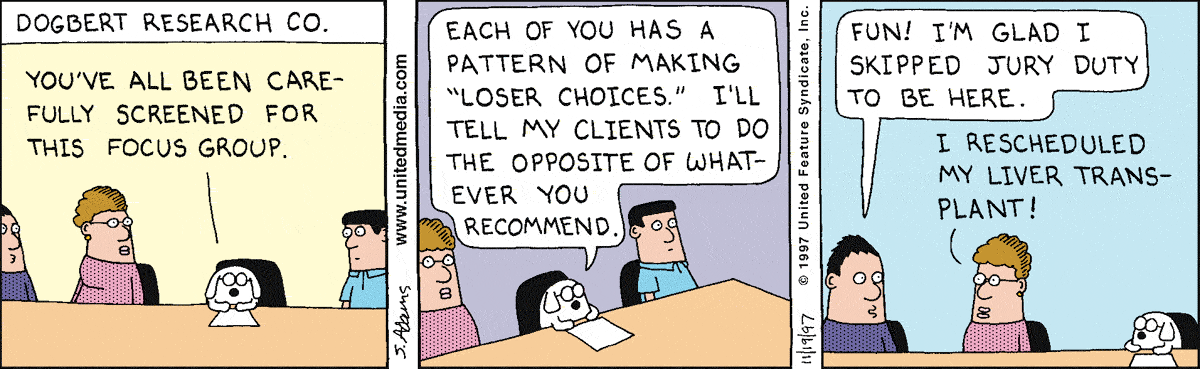 DOGBERT RESEARCH CO.
YOU'VE ALL BEEN CARE-
FULLY SCREENED FOR
THIS FOCUS GROUP.
www.unitedmedia.com
S. Adams
EACH OF YOU HAS A
PATTERN OF MAKING
"LOSER CHOICES." I'LL
TELL MY CLIENTS TO DO
THE OPPOSITE OF WHAT-
EVER YOU
RECOMMEND.
11/19/97
© 1997 United Feature Syndicate, Inc.
FUN! I'M GLAD I
SKIPPED JURY DUTY
TO BE HERE.
I RESCHEDULED
MY LIVER TRANS-
PLANT!